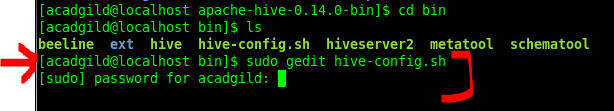 [acadgild@localhost apache-hive-0.14.0-bin]$ cd bin
[acadgild@localhost bin]$ ls
beeline  ext  hive  hive-config.sh  hiveserver2  metatool  schematool
[acadgild@localhost bin]$ sudo gedit hive-config.sh
[sudo] password for acadgild: